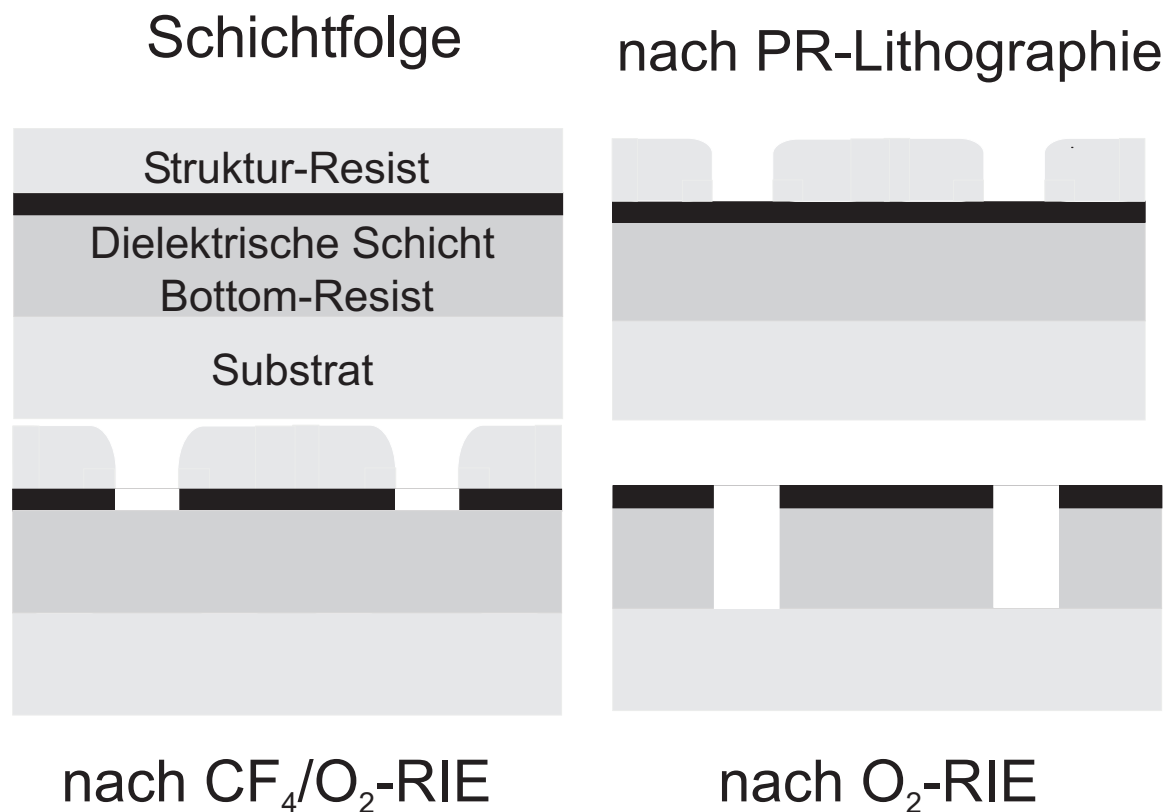 Schichtfolge
nach PR-Lithographie
Struktur-Resist
Dielektrische Schicht
Bottom-Resist
Substrat
nach CF₄/O₂-RIE
nach O₂-RIE